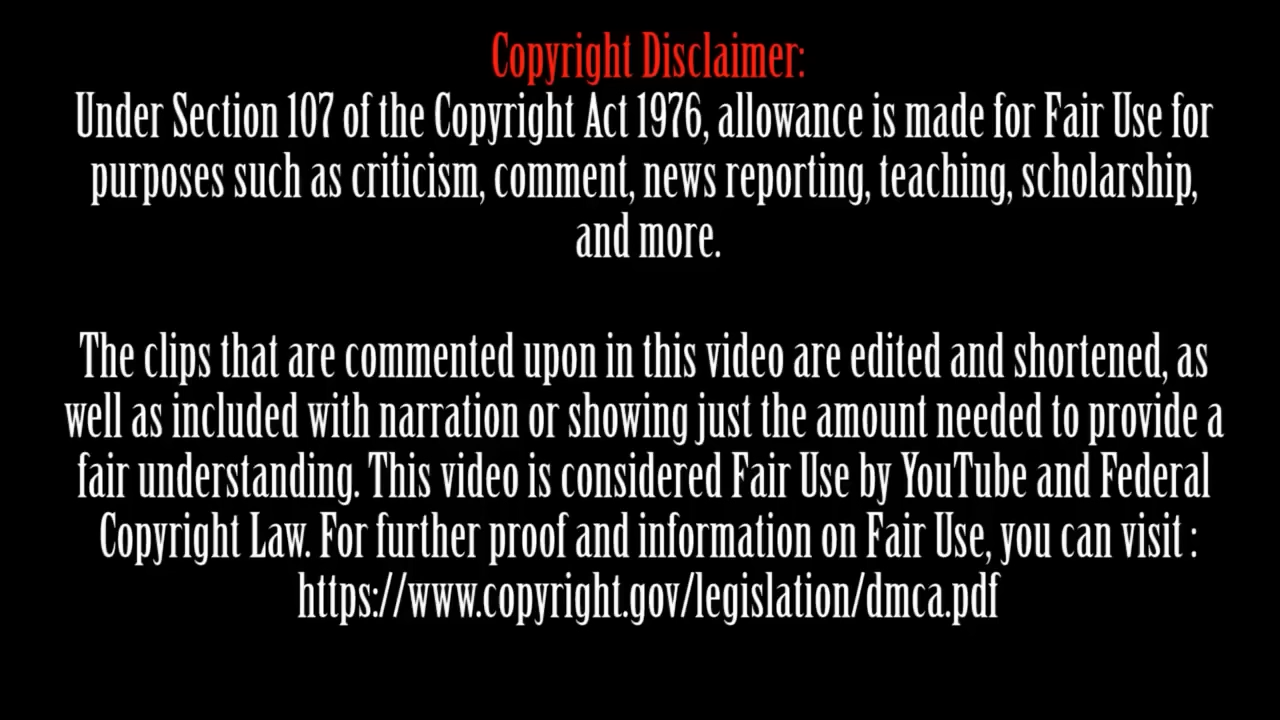 Copyright Disclaimer:
Under Section 107 of the Copyright Act 1976, allowance is made for Fair Use for
purposes such as criticism, comment, news reporting, teaching, scholarship,
and more.
The clips that are commented upon in this video are edited and shortened, as
well as included with narration or showing just the amount needed to provide a
fair understanding. This video is considered Fair Use by YouTube and Federal
Copyright Law. For further proof and information on Fair Use, you can visit :
https://www.copyright.gov/legislation/dmca.pdf